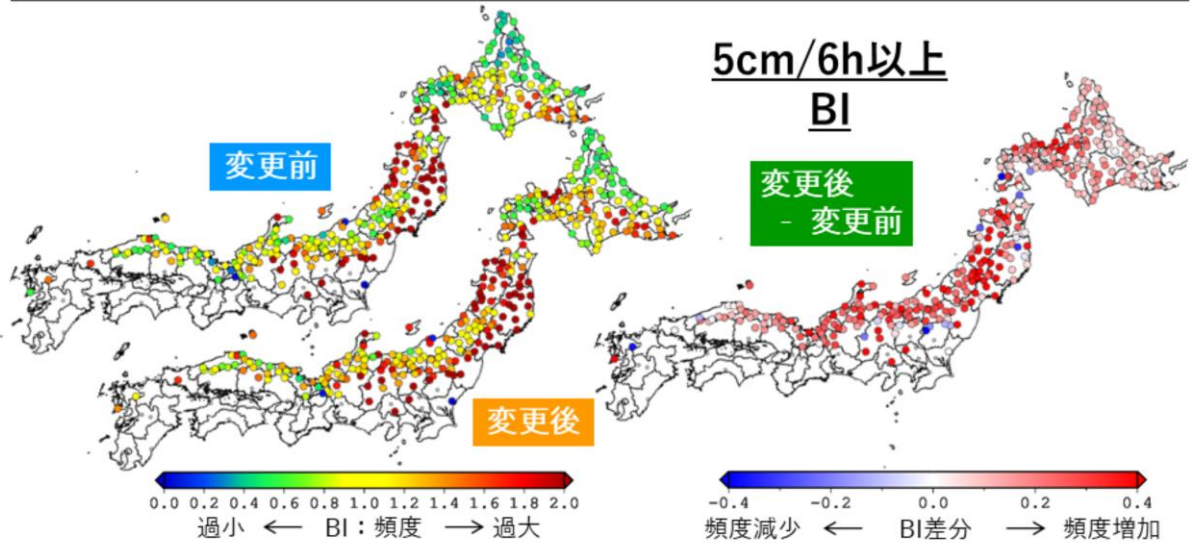 5cm/6h以上
BI
変更前
変更後
- 変更前
変更後
0.0 0.2 0.4 0.6 0.8 1.0 1.2 1.4 1.6 1.8 2.0
過小 ← BI：頻度 → 過大
-0.4 -0.2 0.0 0.2 0.4
頻度減少 ← BI差分 → 頻度増加